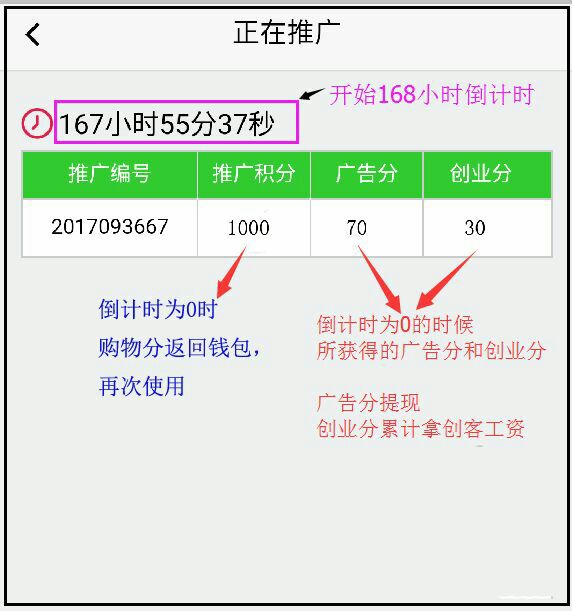 正在推广
开始168小时倒计时
167小时55分37秒
推广编号 推广积分 广告分 创业分
2017093667 1000 70 30
倒计时为0时
购物分返回钱包，
再次使用
倒计时为0的时候
所获得的广告分和创业分
广告分提现
创业分累计拿创客工资